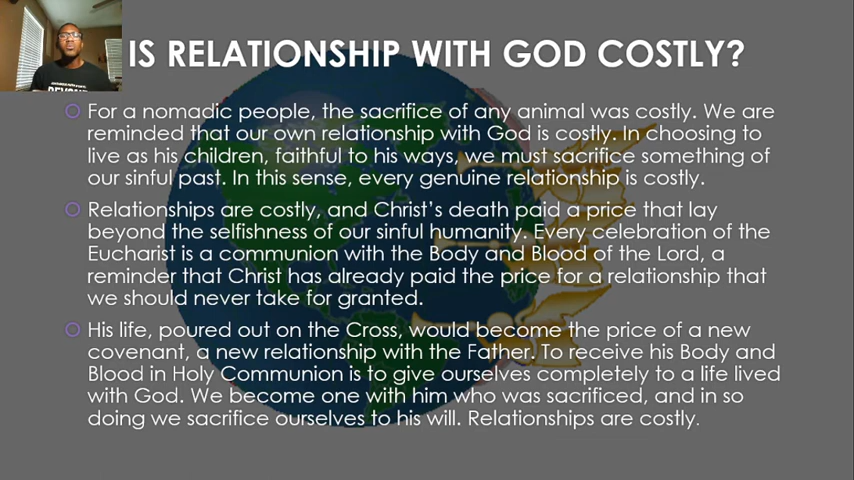 IS RELATIONSHIP WITH GOD COSTLY?
For a nomadic people, the sacrifice of any animal was costly. We are
reminded that our own relationship with God is costly. In choosing to
live as his children, faithful to his ways, we must sacrifice something of
our sinful past. In this sense, every genuine relationship is costly.
Relationships are costly, and Christ's death paid a price that lay
beyond the selfishness of our sinful humanity. Every celebration of the
Eucharist is a communion with the Body and Blood of the Lord, a
reminder that Christ has already paid the price for a relationship that
we should never take for granted.
His life, poured out on the Cross, would become the price of a new
covenant, a new relationship with the Father. To receive his Body and
Blood in Holy Communion is to give ourselves completely to a life lived
with God. We become one with him who was sacrificed, and in so
doing we sacrifice ourselves to his will. Relationships are costly.